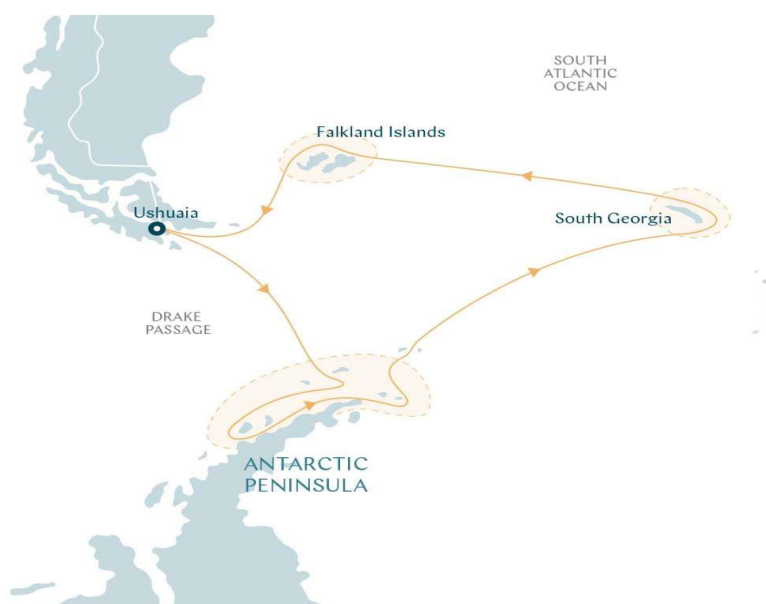 SOUTH
ATLANTIC
OCEAN
Falkland Islands
Ushuaia
South Georgia
DRAKE
PASSAGE
ANTARCTIC
PENINSULA